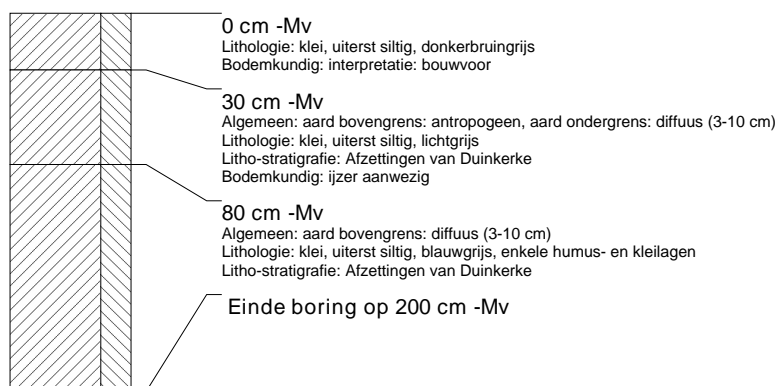 0 cm -Mv
Lithologie: klei, uiterst siltig, donkerbruingrijs
Bodemkundig: interpretatie: bouwvoor
30 cm -Mv
Algemeen: aard bovengrens: antropogeen, aard ondergrens: diffuus (3-10 cm)
Lithologie: klei, uiterst siltig, lichtgrijs
Litho-stratigrafie: Afzettingen van Duinkerke
Bodemkundig: ijzer aanwezig
80 cm -Mv
Algemeen: aard bovengrens: diffuus (3-10 cm)
Lithologie: klei, uiterst siltig, blauwgrijs, enkele humus- en kleilagen
Litho-stratigrafie: Afzettingen van Duinkerke
Einde boring op 200 cm -Mv